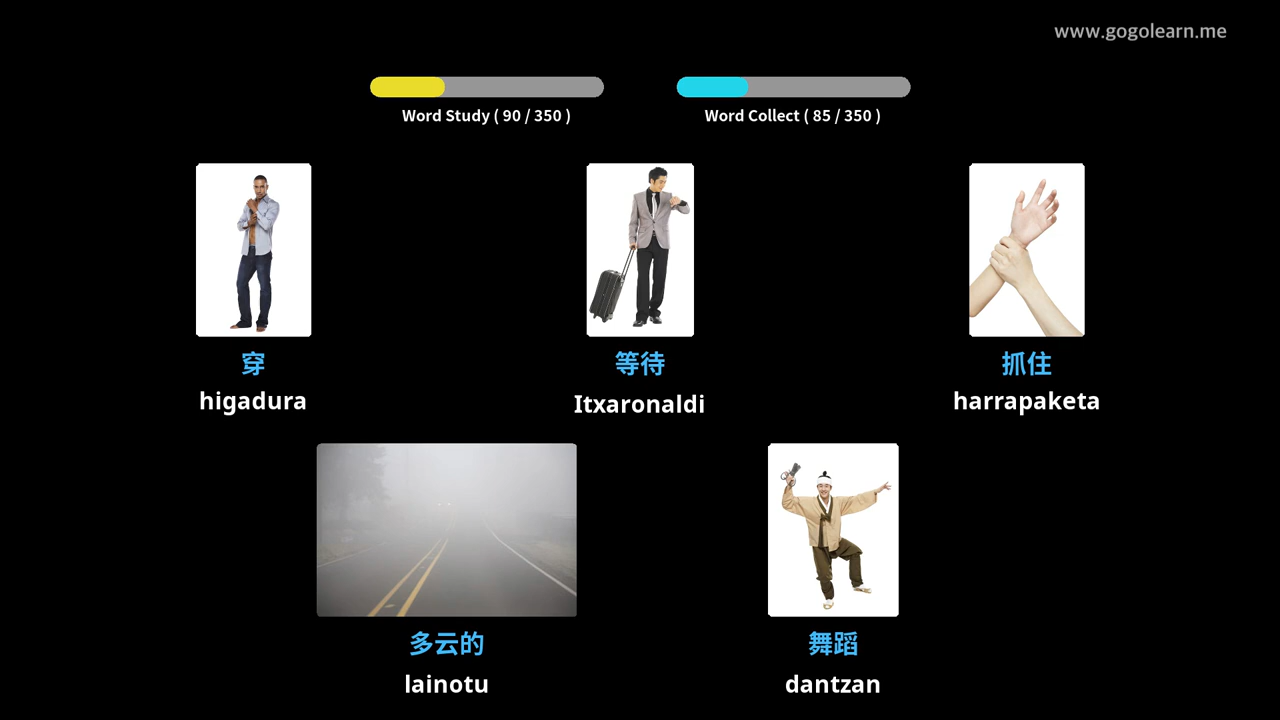 www.gogolearn.me
Word Study ( 90 / 350 )
Word Collect ( 85 / 350 )
穿
higadura
等待
Itxaronaldi
抓住
harrapaketa
多云的
lainotu
舞蹈
dantzan